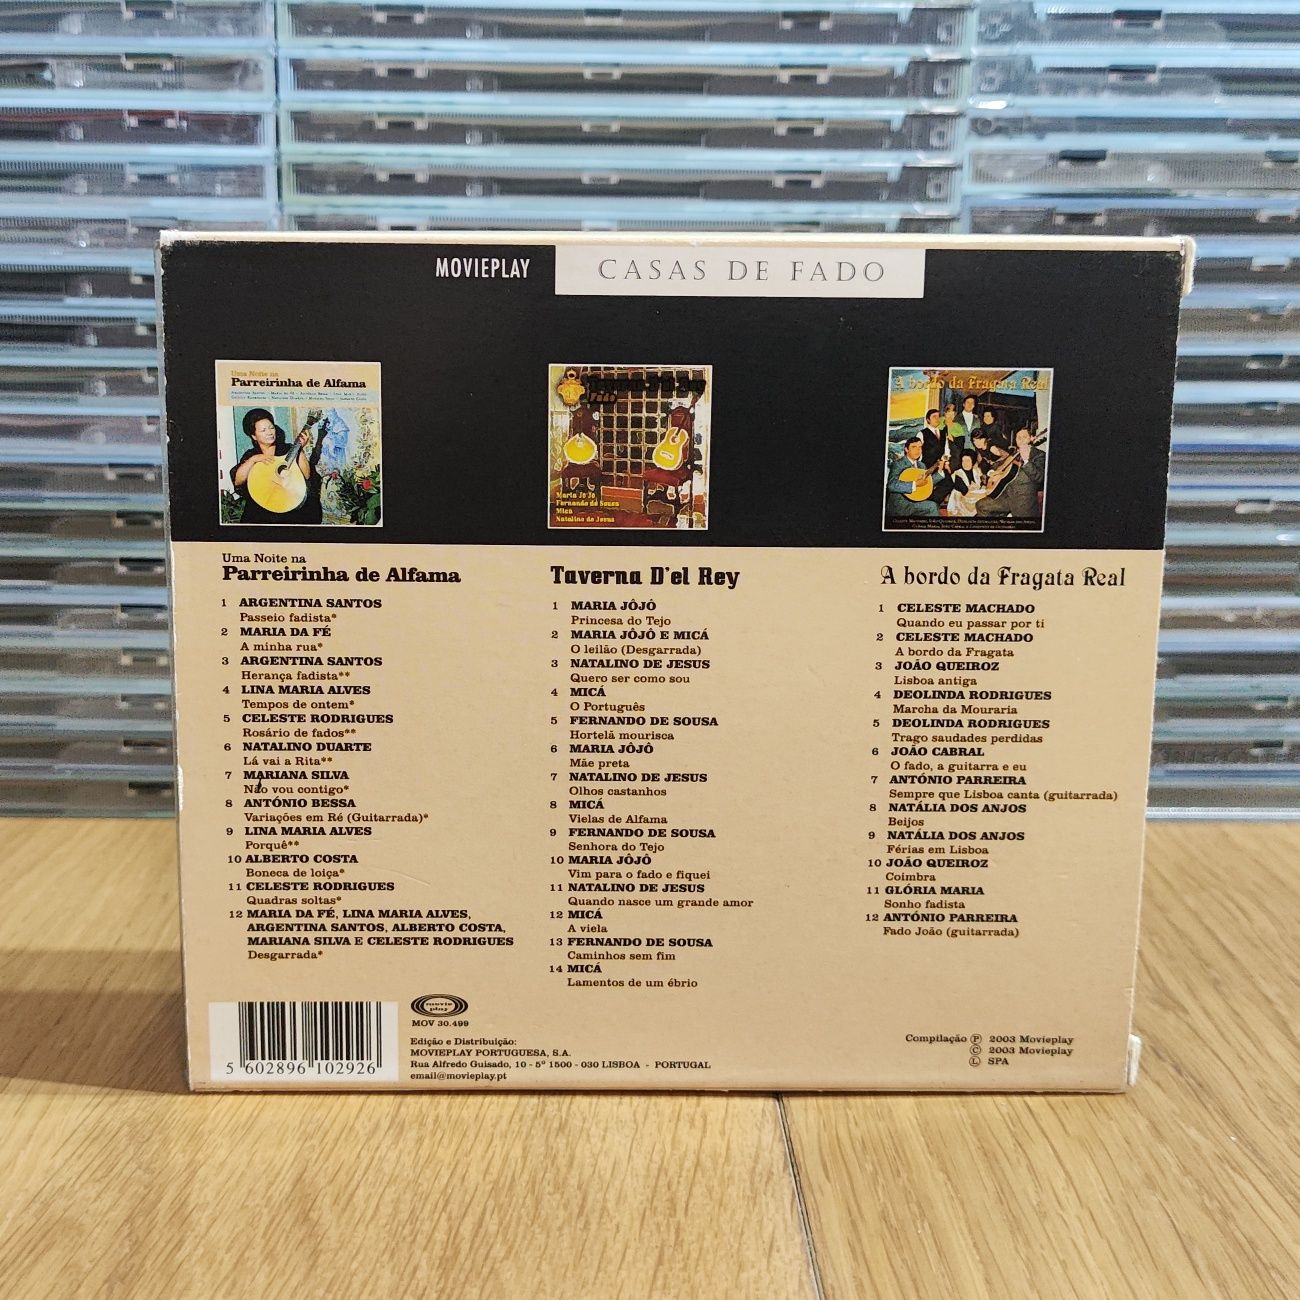 MOVIEPLAY
CASAS DE FADO
Uma Noite na
Parreirinha de Alfama
A bordo da Fragata Real
Maria Jô Jô
Fernando de Sousa
Micá
Natalino de Jesus
Uma Noite na
Parreirinha de Alfama
1 ARGENTINA SANTOS
Passeio fadista*
2 MARIA DA FÉ
A minha rua*
3 ARGENTINA SANTOS
Herança fadista**
4 LINA MARIA ALVES
Tempos de ontem*
5 CELESTE RODRIGUES
Rosário de fados**
6 NATALINO DUARTE
Lá vai a Rita**
7 MARIANA SILVA
Não vou contigo*
8 ANTÓNIO BESSA
Variações em Ré (Guitarrada)*
9 LINA MARIA ALVES
Porquê**
10 ALBERTO COSTA
Boneca de loiça*
11 CELESTE RODRIGUES
Quadras soltas*
12 MARIA DA FÉ, LINA MARIA ALVES,
ARGENTINA SANTOS, ALBERTO COSTA,
MARIANA SILVA E CELESTE RODRIGUES
Desgarrada*
Taverna D'el Rey
1 MARIA JÔJÔ
Princesa do Tejo
2 MARIA JÔJÔ E MICÁ
O leilão (Desgarrada)
3 NATALINO DE JESUS
Quero ser como sou
4 MICÁ
O Português
5 FERNANDO DE SOUSA
Hortelã mourisca
6 MARIA JÔJÔ
Mãe preta
7 NATALINO DE JESUS
Olhos castanhos
8 MICÁ
Vielas de Alfama
9 FERNANDO DE SOUSA
Senhora do Tejo
10 MARIA JÔJÔ
Vim para o fado e fiquei
11 NATALINO DE JESUS
Quando nasce um grande amor
12 MICÁ
A viela
13 FERNANDO DE SOUSA
Caminhos sem fim
14 MICÁ
Lamentos de um ébrio
A bordo da Fragata Real
1 CELESTE MACHADO
Quando eu passar por ti
2 CELESTE MACHADO
A bordo da Fragata
3 JOÃO QUEIROZ
Lisboa antiga
4 DEOLINDA RODRIGUES
Marcha da Mouraria
5 DEOLINDA RODRIGUES
Trago saudades perdidas
6 JOÃO CABRAL
O fado, a guitarra e eu
7 ANTÓNIO PARREIRA
Sempre que Lisboa canta (guitarrada)
8 NATÁLIA DOS ANJOS
Beijos
9 NATÁLIA DOS ANJOS
Férias em Lisboa
10 JOÃO QUEIROZ
Coimbra
11 GLÓRIA MARIA
Sonho fadista
12 ANTÓNIO PARREIRA
Fado João (guitarrada)
5 602896 102926
movie
play
MOV 30.499
Edição e Distribuição:
MOVIEPLAY PORTUGUESA, S.A.
Rua Alfredo Guisado, 10 - 5º 1500 - 030 LISBOA - PORTUGAL
email@movieplay.pt
Compilação Ⓟ 2003 Movieplay
© 2003 Movieplay
Ⓛ SPA